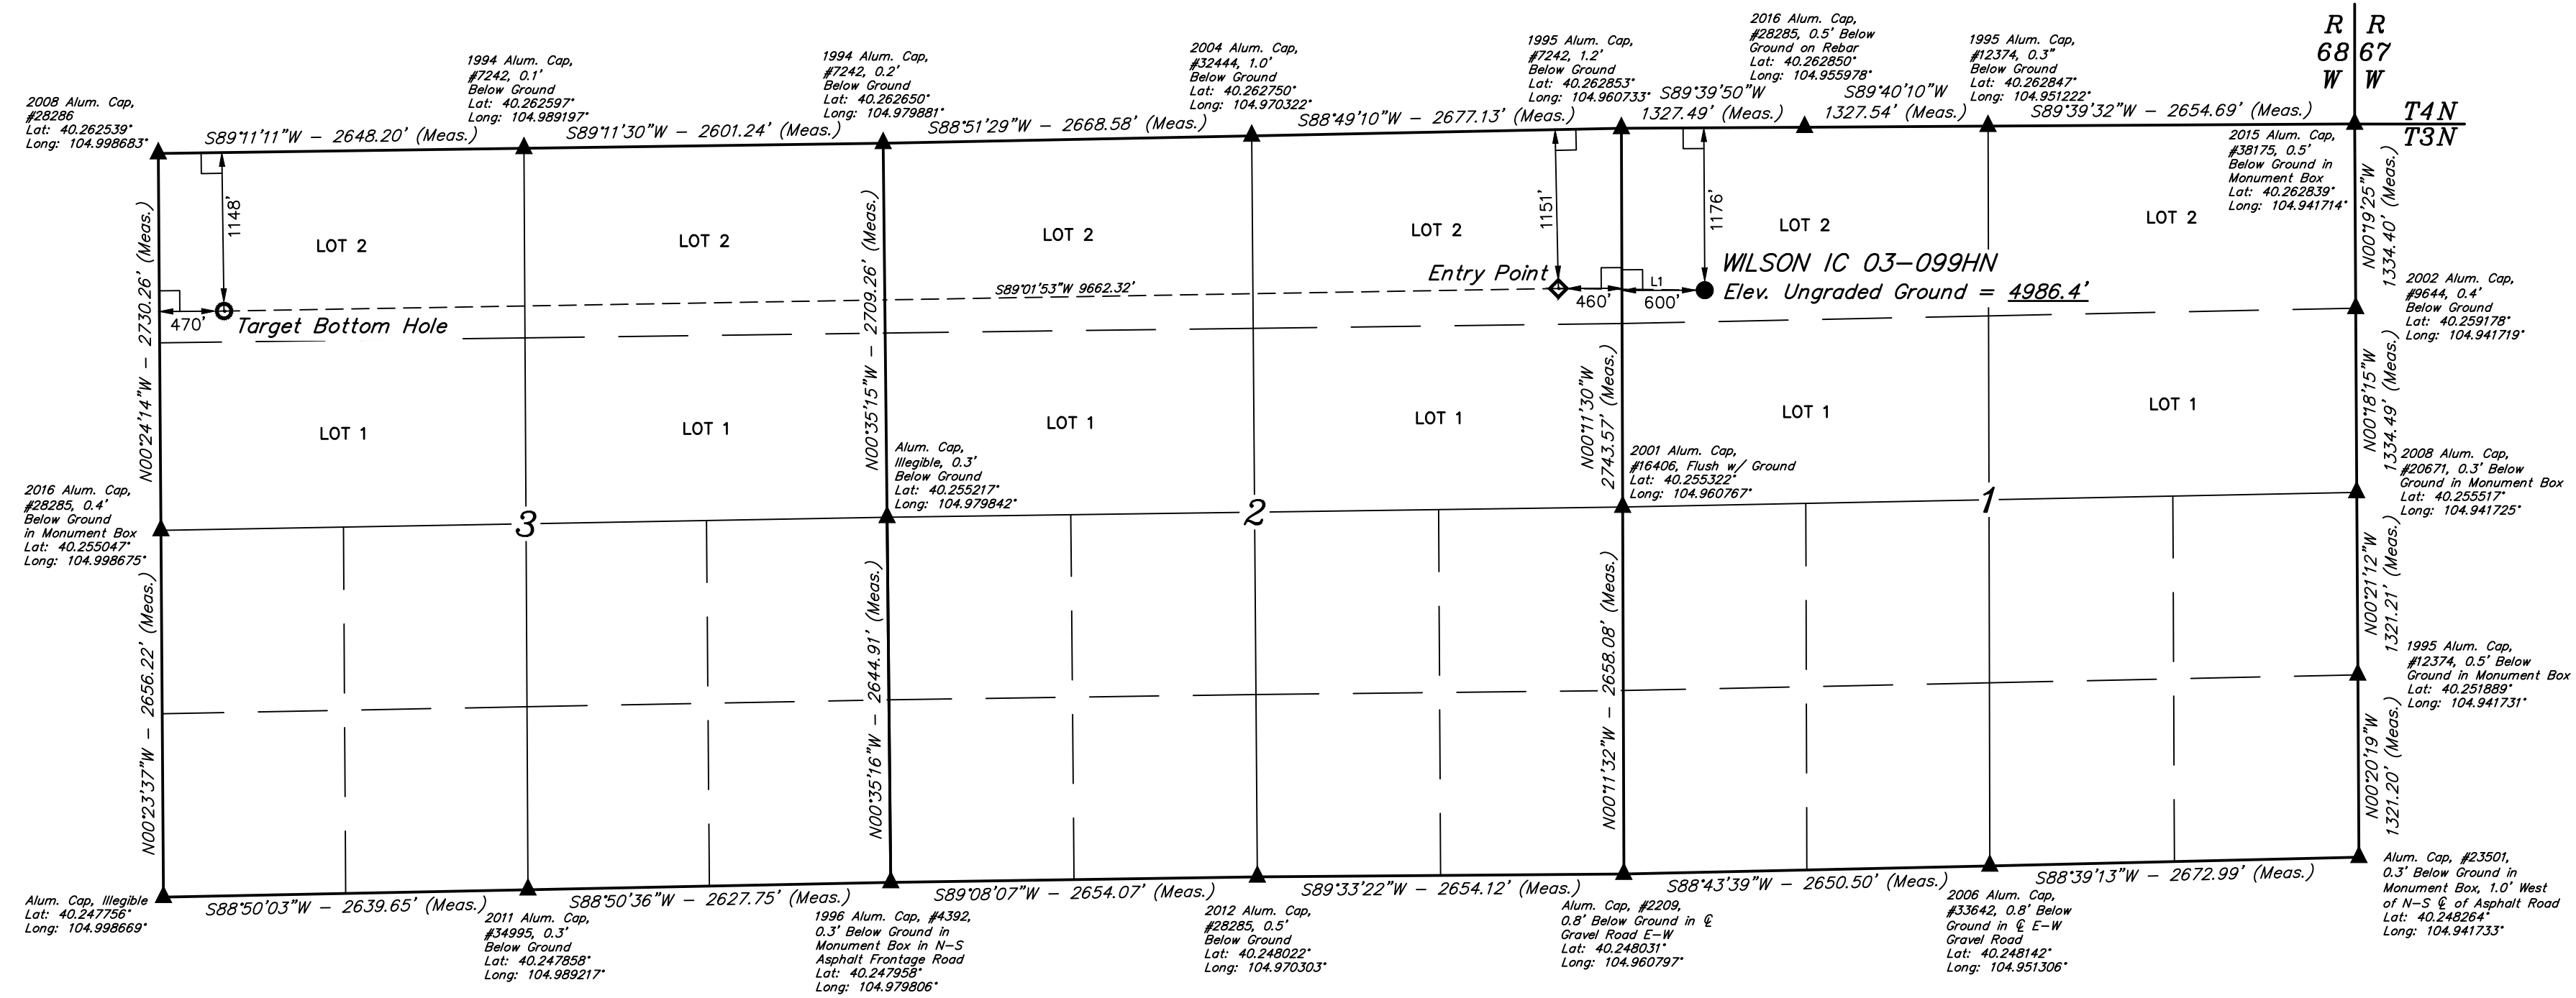 R R
68 67
W W
T4N
T3N
2008 Alum. Cap,
#28286
Lat: 40.262539°
Long: 104.998683°
1994 Alum. Cap,
#7242, 0.1'
Below Ground
Lat: 40.262597°
Long: 104.989197°
1994 Alum. Cap,
#7242, 0.2'
Below Ground
Lat: 40.262650°
Long: 104.979881°
2004 Alum. Cap,
#32444, 1.0'
Below Ground
Lat: 40.262750°
Long: 104.970322°
1995 Alum. Cap,
#7242, 1.2'
Below Ground
Lat: 40.262853°
Long: 104.960733°
2016 Alum. Cap,
#28285, 0.5' Below
Ground on Rebar
Lat: 40.262850°
Long: 104.955978°
1995 Alum. Cap,
#12374, 0.3"
Below Ground
Lat: 40.262847°
Long: 104.951222°
S89°11'11"W - 2648.20' (Meas.)
S89°11'30"W - 2601.24' (Meas.)
S88°51'29"W - 2668.58' (Meas.)
S88°49'10"W - 2677.13' (Meas.)
S89°39'50"W
1327.49' (Meas.)
S89°40'10"W
1327.54' (Meas.)
S89°39'32"W - 2654.69' (Meas.)
2015 Alum. Cap,
#38175, 0.5'
Below Ground in
Monument Box
Lat: 40.262839°
Long: 104.941714°
N00°19'25"W
1334.40' (Meas.)
N00°24'14"W - 2730.26' (Meas.)
1148'
LOT 2
LOT 2
N00°35'15"W - 2709.26' (Meas.)
LOT 2
LOT 2
1151'
1176'
LOT 2
LOT 2
Entry Point
460'
L1
600'
WILSON IC 03-099HN
Elev. Ungraded Ground = 4986.4'
S89°01'53"W 9662.32'
470'
Target Bottom Hole
2002 Alum. Cap,
#9644, 0.4'
Below Ground
Lat: 40.259178°
Long: 104.941719°
N00°18'15"W
1334.49' (Meas.)
N00°11'30"W
2743.57' (Meas.)
LOT 1
LOT 1
LOT 1
LOT 1
LOT 1
LOT 1
2016 Alum. Cap,
#28285, 0.4'
Below Ground
in Monument Box
Lat: 40.255047°
Long: 104.998675°
Alum. Cap,
Illegible, 0.3'
Below Ground
Lat: 40.255217°
Long: 104.979842°
2001 Alum. Cap,
#16406, Flush w/ Ground
Lat: 40.255322°
Long: 104.960767°
2008 Alum. Cap,
#20671, 0.3' Below
Ground in Monument Box
Lat: 40.255517°
Long: 104.941725°
3
2
1
N00°23'37"W - 2656.22' (Meas.)
N00°35'16"W - 2644.91' (Meas.)
N00°11'32"W - 2658.08' (Meas.)
N00°21'12"W
1321.21' (Meas.)
1995 Alum. Cap,
#12374, 0.5' Below
Ground in Monument Box
Lat: 40.251889°
Long: 104.941731°
N00°20'19"W
1321.20' (Meas.)
Alum. Cap, Illegible
Lat: 40.247756°
Long: 104.998669°
S88°50'03"W - 2639.65' (Meas.)
S88°50'36"W - 2627.75' (Meas.)
S89°08'07"W - 2654.07' (Meas.)
S89°33'22"W - 2654.12' (Meas.)
S88°43'39"W - 2650.50' (Meas.)
S88°39'13"W - 2672.99' (Meas.)
2011 Alum. Cap,
#34995, 0.3'
Below Ground
Lat: 40.247858°
Long: 104.989217°
1996 Alum. Cap, #4392,
0.3' Below Ground in
Monument Box in N-S
Asphalt Frontage Road
Lat: 40.247958°
Long: 104.979806°
2012 Alum. Cap,
#28285, 0.5'
Below Ground
Lat: 40.248022°
Long: 104.970303°
Alum. Cap, #2209,
0.8' Below Ground in ℄
Gravel Road E-W
Lat: 40.248031°
Long: 104.960797°
2006 Alum. Cap,
#33642, 0.8' Below
Ground in ℄ E-W
Gravel Road
Lat: 40.248142°
Long: 104.951306°
Alum. Cap, #23501,
0.3' Below Ground in
Monument Box, 1.0' West
of N-S ℄ of Asphalt Road
Lat: 40.248264°
Long: 104.941733°